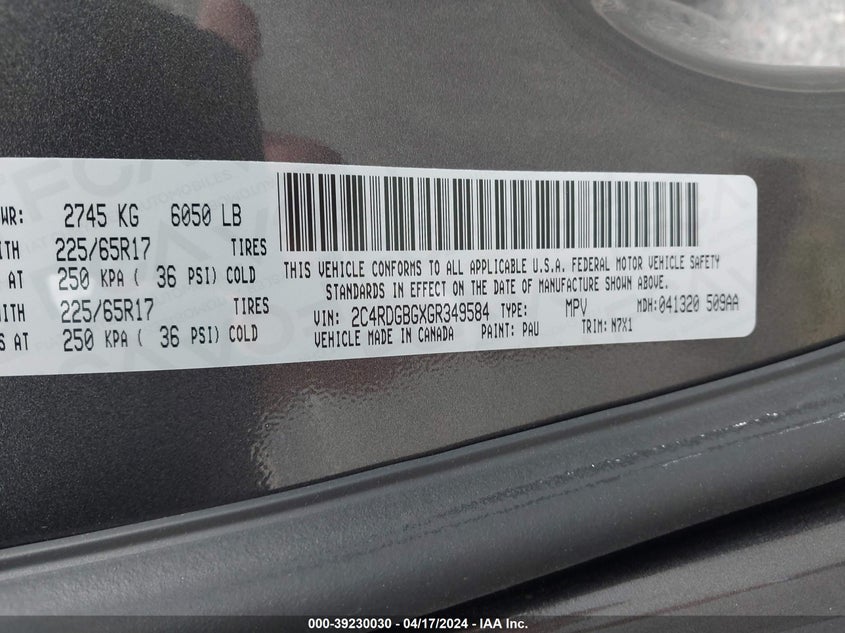 WR: 2745 KG 6050 LB
ITH 225/65R17 TIRES
S AT 250 KPA ( 36 PSI) COLD
225/65R17 TIRES
S AT 250 KPA ( 36 PSI) COLD
THIS VEHICLE CONFORMS TO ALL APPLICABLE U.S.A. FEDERAL MOTOR VEHICLE SAFETY
STANDARDS IN EFFECT ON THE DATE OF MANUFACTURE SHOWN ABOVE.
VIN: 2C4RDGBGXGR349584 TYPE: MPV MDH: 041320 509AA
VEHICLE MADE IN CANADA PAINT: PAU TRIM: N7X1
000-39230030 - 04/17/2024 - IAA Inc.